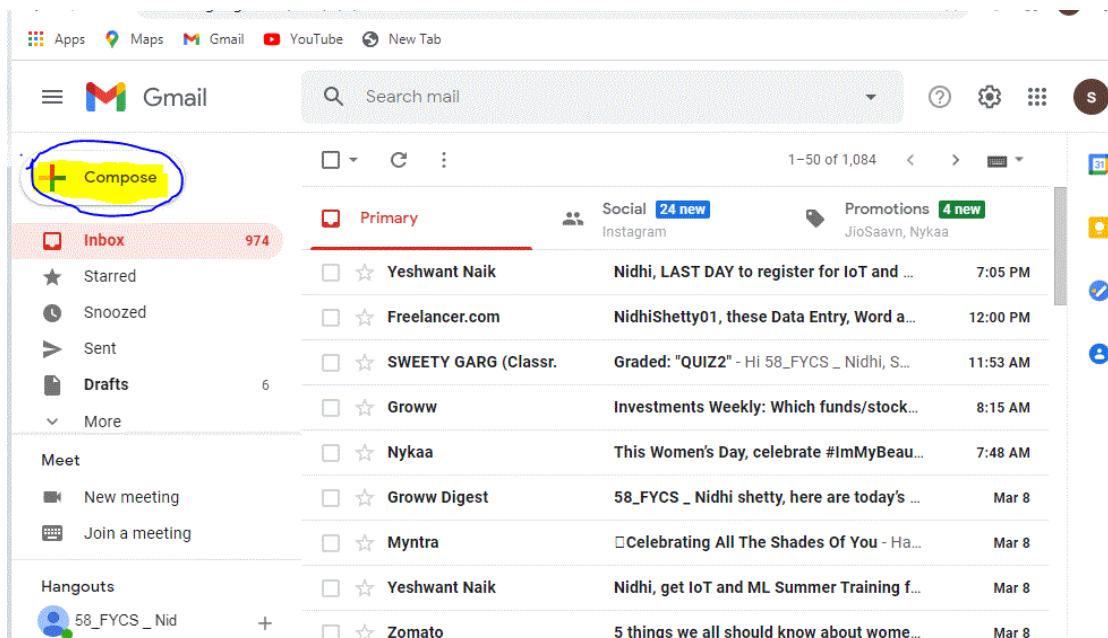 Apps Maps Gmail YouTube New Tab
Gmail Search mail S
Compose
1–50 of 1,084
Primary Social 24 new Promotions 4 new
Instagram JioSaavn, Nykaa
Inbox 974
Starred
Snoozed
Sent
Drafts 6
More
Meet
New meeting
Join a meeting
Hangouts
58_FYCS _ Nid
Yeshwant Naik Nidhi, LAST DAY to register for IoT and ... 7:05 PM
Freelancer.com NidhiShetty01, these Data Entry, Word a... 12:00 PM
SWEETY GARG (Classr. Graded: "QUIZ2" - Hi 58_FYCS _ Nidhi, S... 11:53 AM
Groww Investments Weekly: Which funds/stock... 8:15 AM
Nykaa This Women's Day, celebrate #ImMyBeau... 7:48 AM
Groww Digest 58_FYCS _ Nidhi shetty, here are today's ... Mar 8
Myntra Celebrating All The Shades Of You - Ha... Mar 8
Yeshwant Naik Nidhi, get IoT and ML Summer Training f... Mar 8
Zomato 5 things we all should know about wome... Mar 8
31